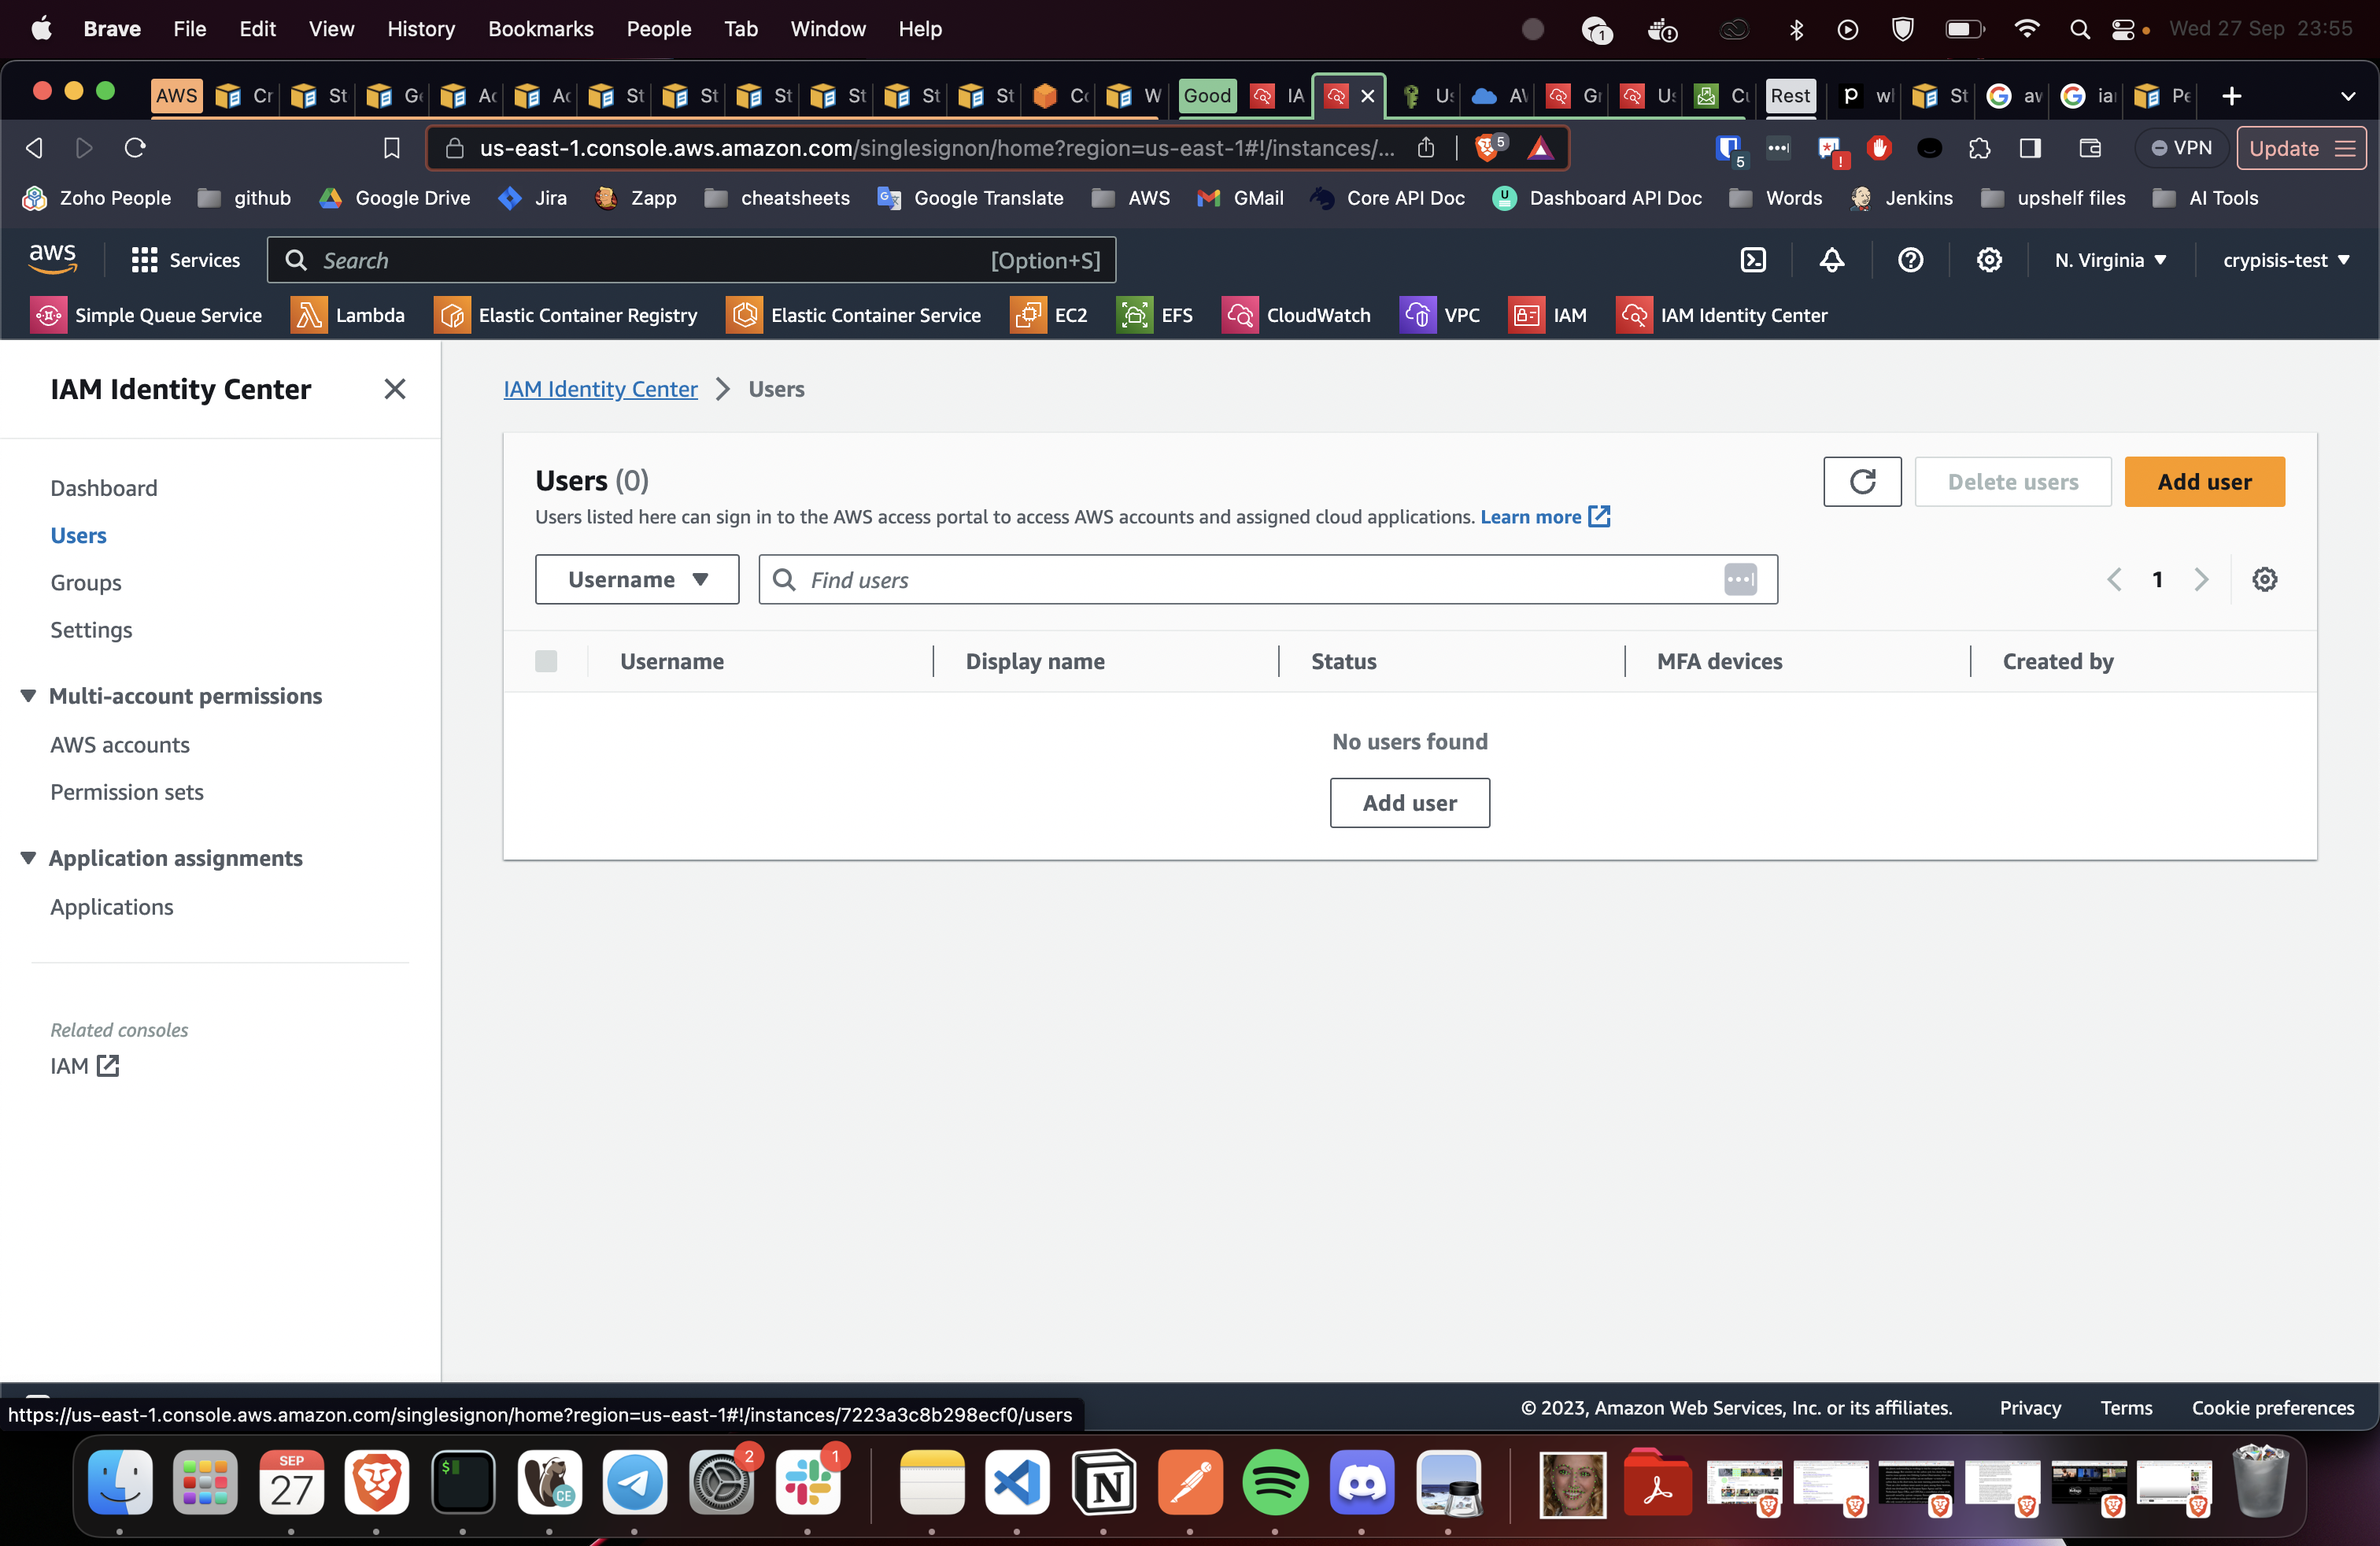 Brave File Edit View History Bookmarks People Tab Window Help 1 Wed 27 Sep 23:55
AWS Cr St Ge Ac Ac St St St St St St Cc W Good IA Us AV Gr Us Cu Rest p wl St av iar Pe
us-east-1.console.aws.amazon.com/singlesignon/home?region=us-east-1#!/instances/... 5 5 ! VPN Update
Zoho People github Google Drive Jira Zapp cheatsheets Google Translate AWS GMail Core API Doc Dashboard API Doc Words Jenkins upshelf files AI Tools
aws Services Search [Option+S] N. Virginia crypisis-test
Simple Queue Service Lambda Elastic Container Registry Elastic Container Service EC2 EFS CloudWatch VPC IAM IAM Identity Center
IAM Identity Center
Dashboard
Users
Groups
Settings
Multi-account permissions
AWS accounts
Permission sets
Application assignments
Applications
Related consoles
IAM
IAM Identity Center > Users
Users (0)
Delete users
Add user
Users listed here can sign in to the AWS access portal to access AWS accounts and assigned cloud applications. Learn more
Username Find users 1
Username Display name Status MFA devices Created by
No users found
Add user
https://us-east-1.console.aws.amazon.com/singlesignon/home?region=us-east-1#!/instances/7223a3c8b298ecf0/users
© 2023, Amazon Web Services, Inc. or its affiliates. Privacy Terms Cookie preferences
SEP
27
$
CE
2
1